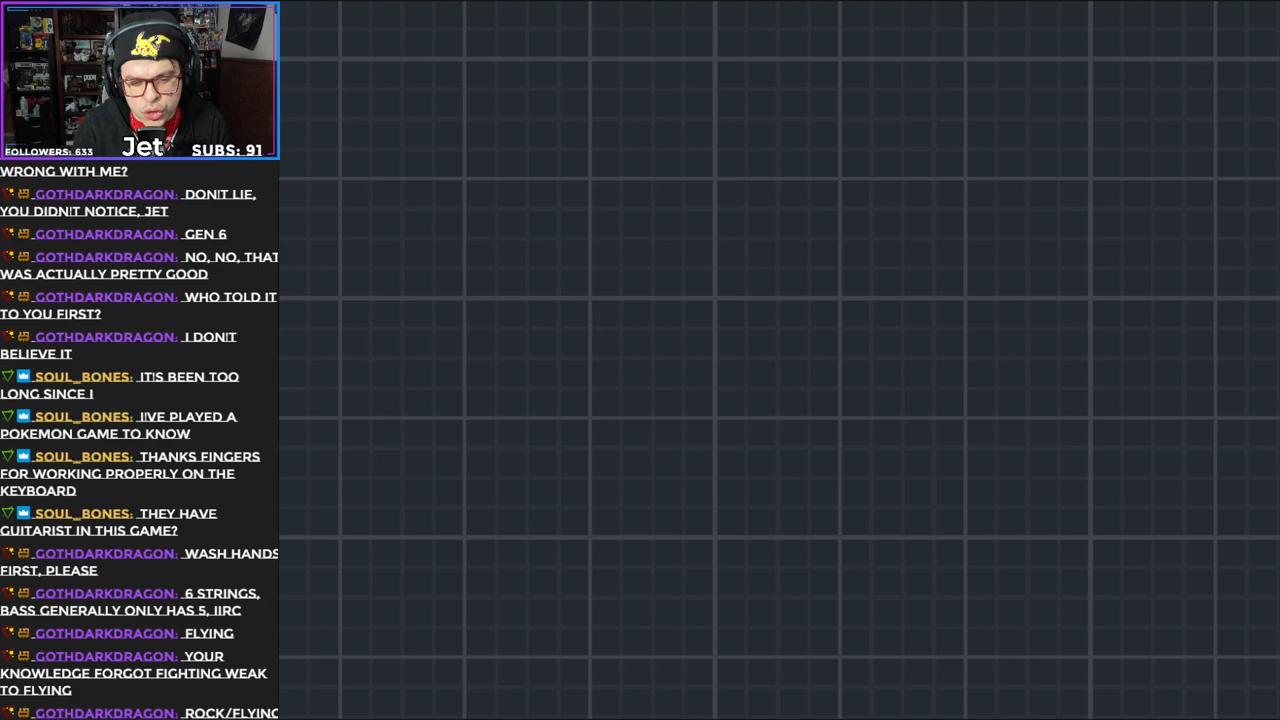 Jet
FOLLOWERS: 633
SUBS: 91
WRONG WITH ME?
GOTHDARKDRAGON: DON'T LIE,
YOU DIDN'T NOTICE, JET
GOTHDARKDRAGON: GEN 6
GOTHDARKDRAGON: NO, NO, THAT
WAS ACTUALLY PRETTY GOOD
GOTHDARKDRAGON: WHO TOLD IT
TO YOU FIRST?
GOTHDARKDRAGON: I DON'T
BELIEVE IT
SOUL_BONES: IT'S BEEN TOO
LONG SINCE I
SOUL_BONES: I'VE PLAYED A
POKEMON GAME TO KNOW
SOUL_BONES: THANKS FINGERS
FOR WORKING PROPERLY ON THE
KEYBOARD
SOUL_BONES: THEY HAVE
GUITARIST IN THIS GAME?
GOTHDARKDRAGON: WASH HANDS
FIRST, PLEASE
GOTHDARKDRAGON: 6 STRINGS,
BASS GENERALLY ONLY HAS 5, IIRC
GOTHDARKDRAGON: FLYING
GOTHDARKDRAGON: YOUR
KNOWLEDGE FORGOT FIGHTING WEAK
TO FLYING
GOTHDARKDRAGON: ROCK/FLYING